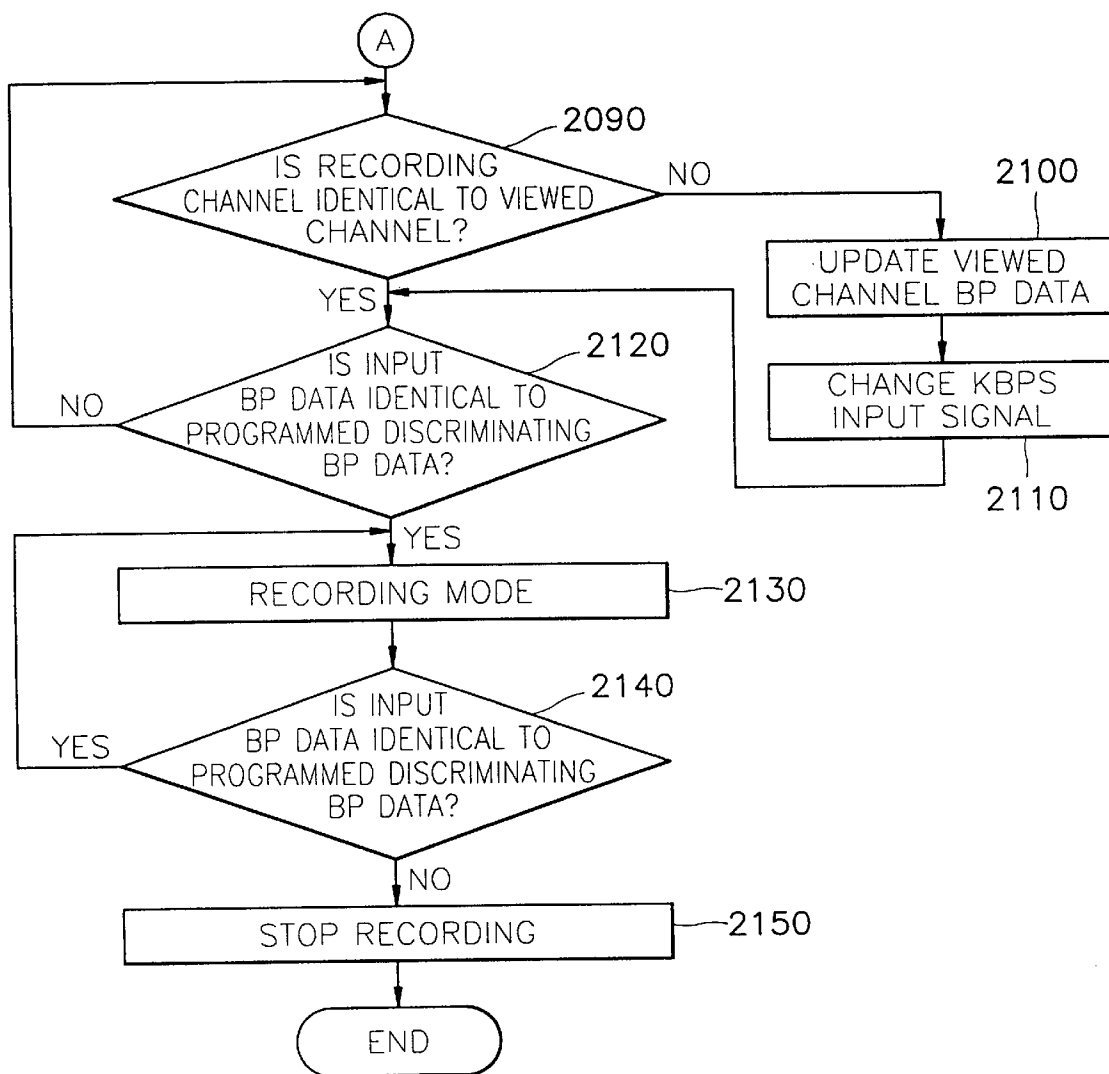 A
2090
IS RECORDING
CHANNEL IDENTICAL TO VIEWED
CHANNEL?
NO
2100
UPDATE VIEWED
CHANNEL BP DATA
YES
2120
IS INPUT
BP DATA IDENTICAL TO
PROGRAMMED DISCRIMINATING
BP DATA?
NO
CHANGE KBPS
INPUT SIGNAL
2110
YES
RECORDING MODE
2130
2140
IS INPUT
BP DATA IDENTICAL TO
PROGRAMMED DISCRIMINATING
BP DATA?
YES
NO
STOP RECORDING
2150
END